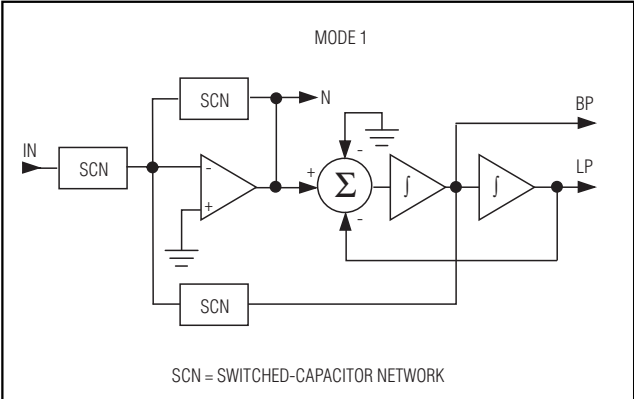 MODE 1
SCN
N
BP
IN
SCN
-
+
-
+
Σ
-
∫
∫
LP
SCN
SCN = SWITCHED-CAPACITOR NETWORK